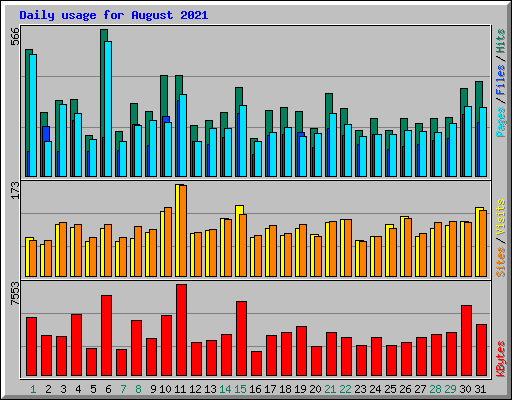 Daily usage for August 2021
566
Pages / Files / Hits
173
Sites / Visits
7553
KBytes
1 2 3 4 5 6 7 8 9 10 11 12 13 14 15 16 17 18 19 20 21 22 23 24 25 26 27 28 29 30 31